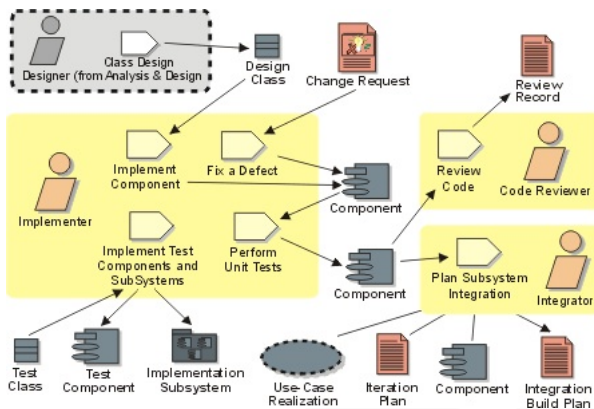 Class Design
Designer (from Analysis & Design
Design
Class
Change Request
Review
Record
Implement
Component
Fix a Defect
Implementer
Component
Review
Code
Code Reviewer
Implement Test
Components and
SubSystems
Perform
Unit Tests
Component
Plan Subsystem
Integration
Integrator
Test
Class
Test
Component
Implementation
Subsystem
Use-Case
Realization
Iteration
Plan
Component
Integration
Build Plan